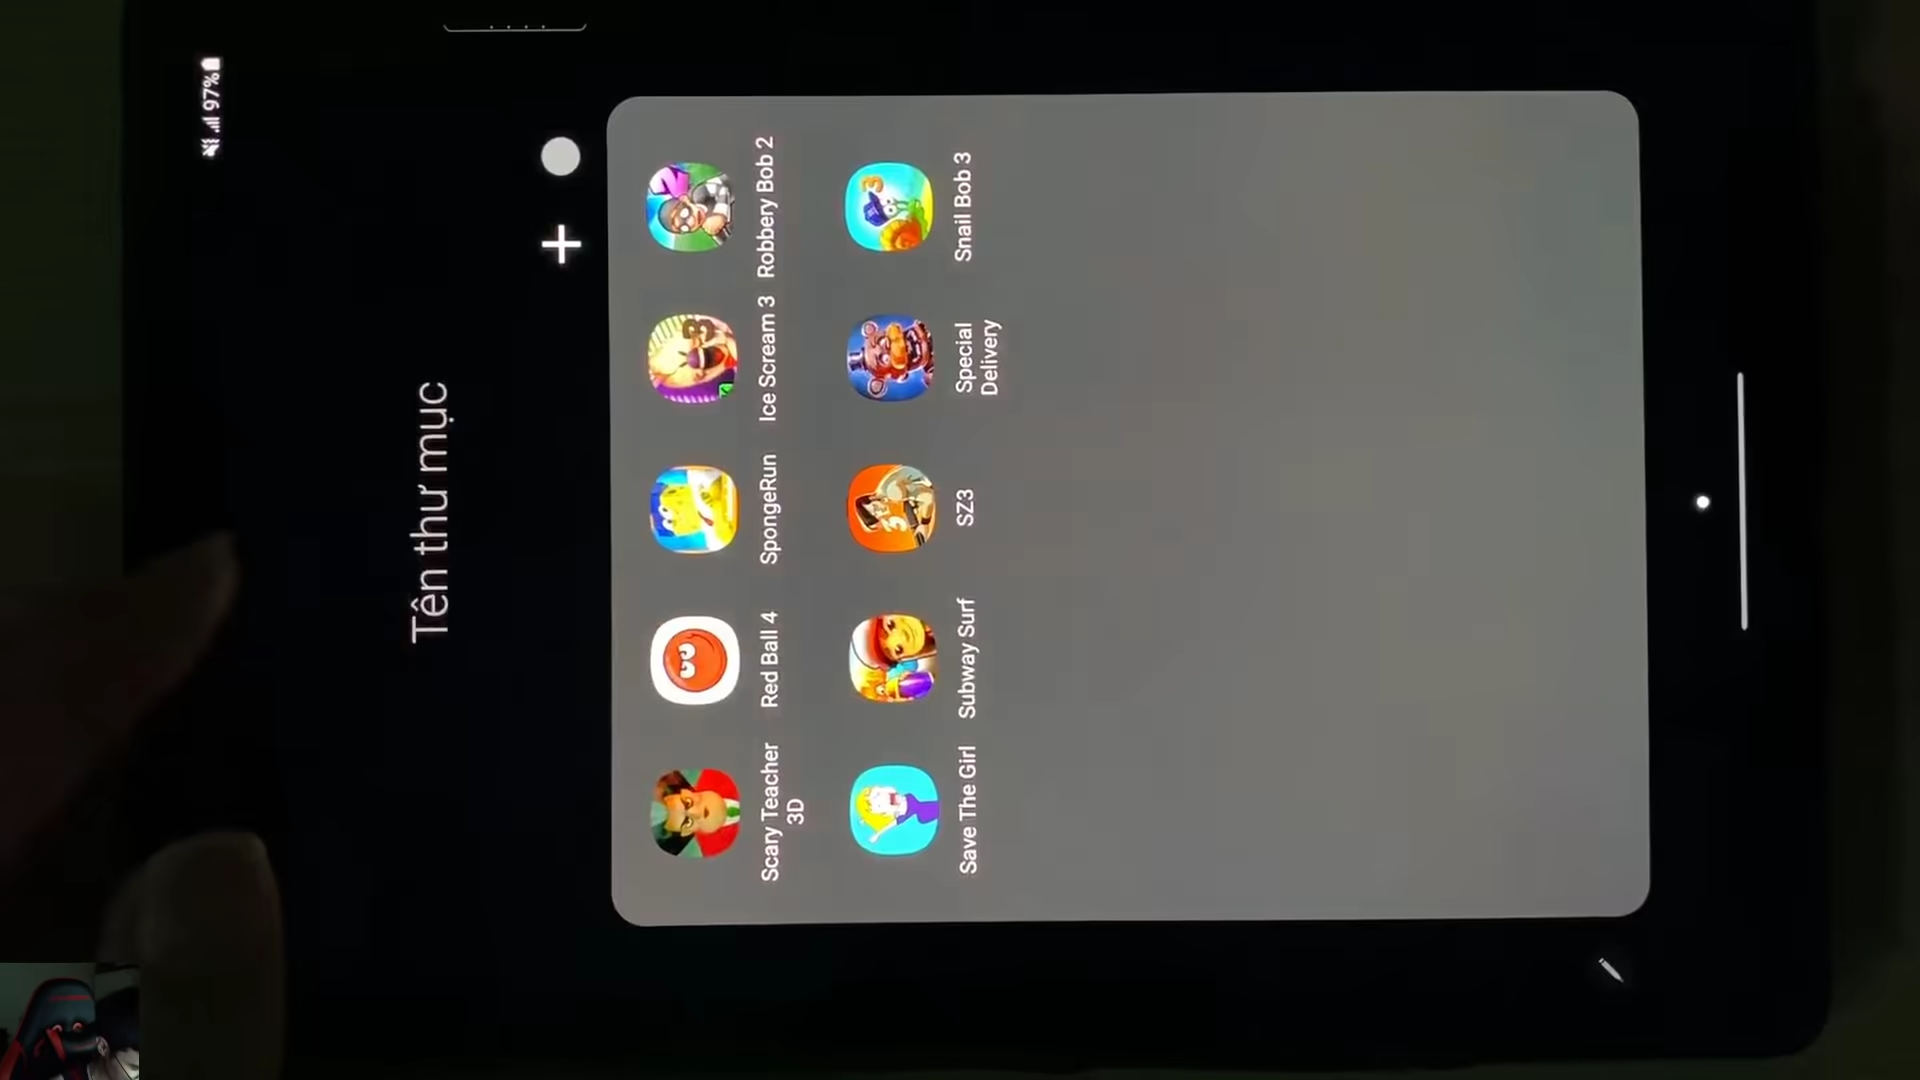 97%
Tên thư mục
Scary Teacher
3D
Red Ball 4
SpongeRun
Ice Scream 3
Robbery Bob 2
Save The Girl
Subway Surf
SZ3
Special
Delivery
Snail Bob 3